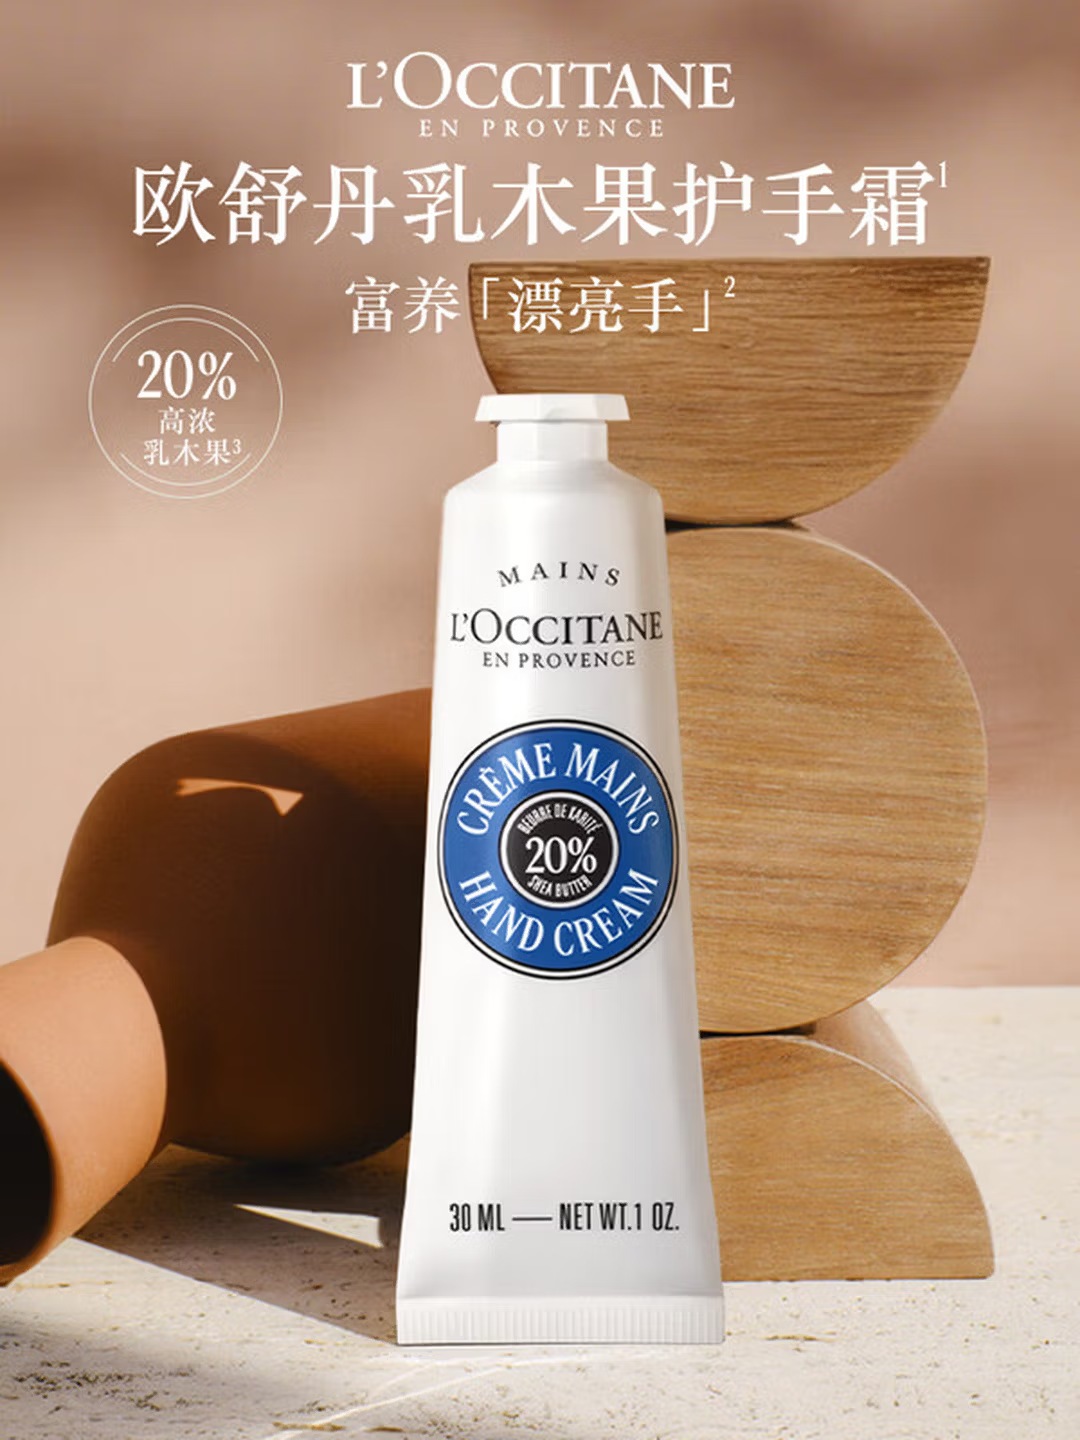 L'OCCITANE
EN PROVENCE
欧舒丹乳木果护手霜1
富养「漂亮手」2
20%
高浓
乳木果3
MAINS
L'OCCITANE
EN PROVENCE
CRÈME MAINS
BEURRE DE KARITÉ
20%
SHEA BUTTER
HAND CREAM
30 ML — NET WT.1 OZ.